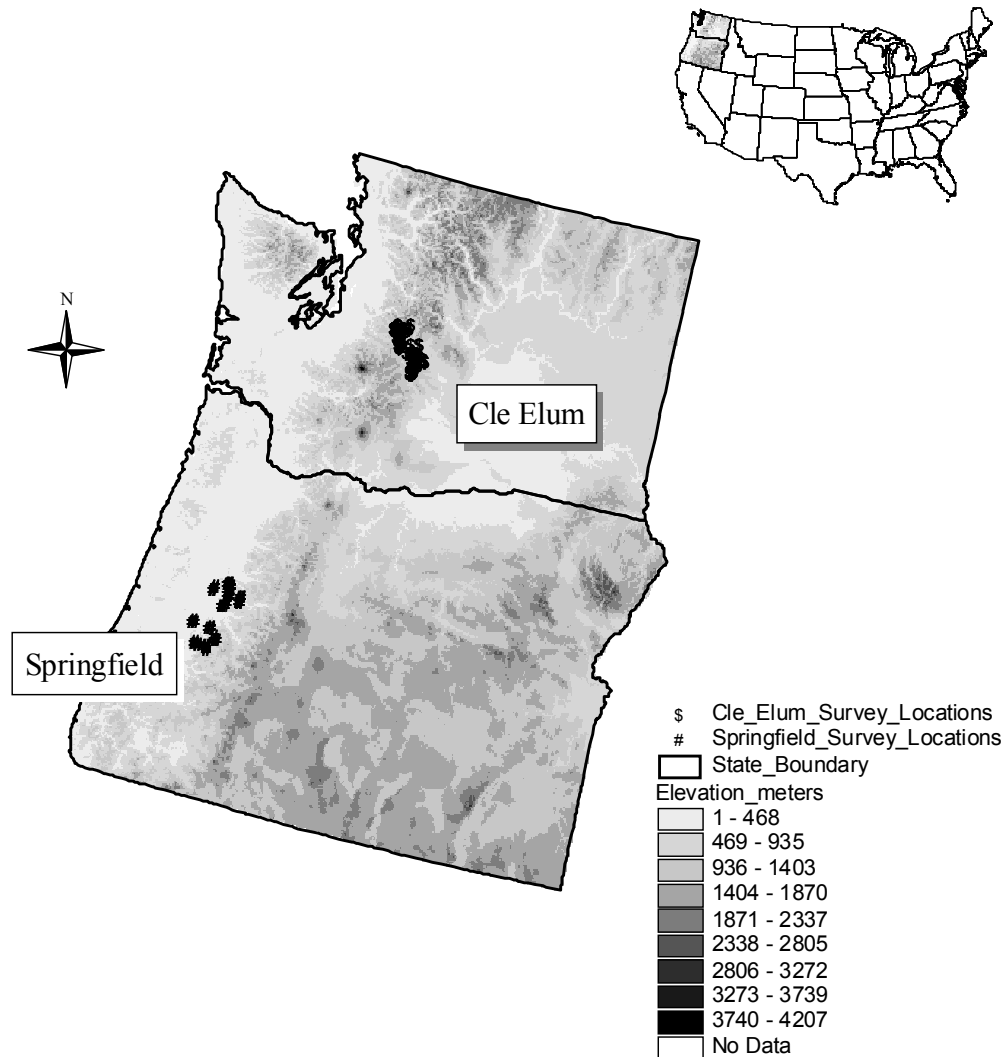 N
Cle Elum
Springfield
$ Cle_Elum_Survey_Locations
# Springfield_Survey_Locations
State_Boundary
Elevation_meters
1 - 468
469 - 935
936 - 1403
1404 - 1870
1871 - 2337
2338 - 2805
2806 - 3272
3273 - 3739
3740 - 4207
No Data